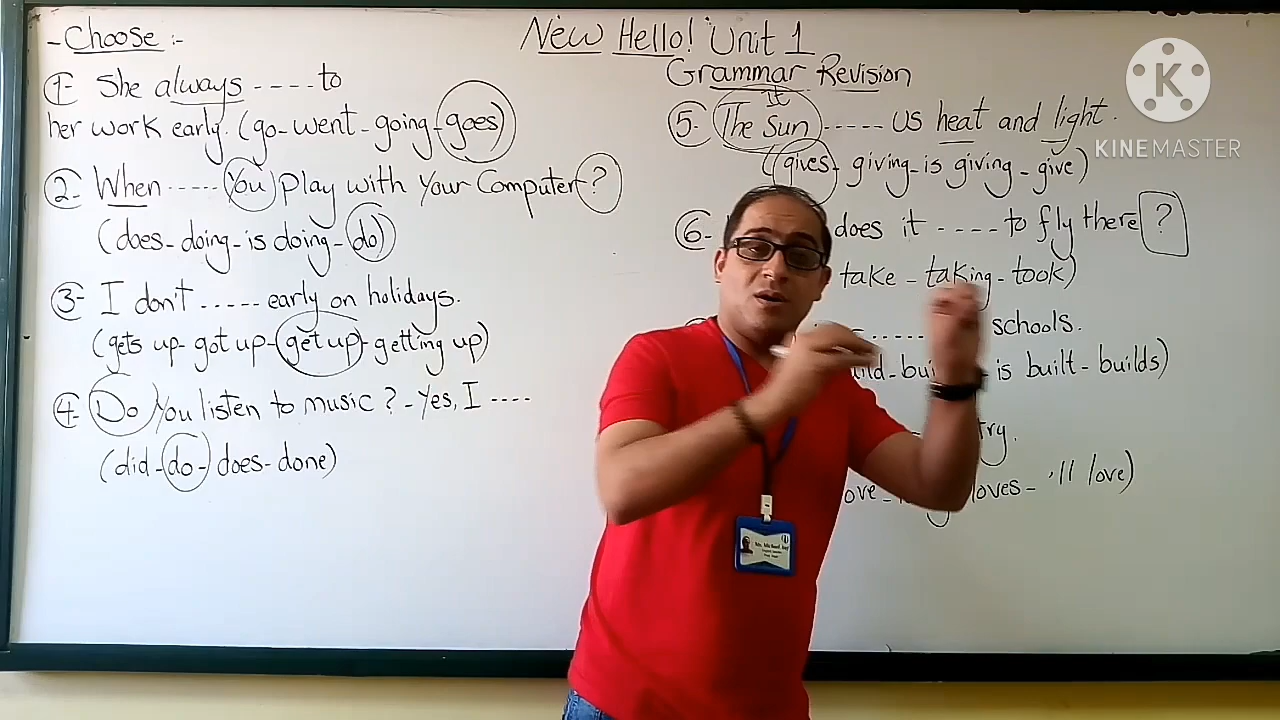 - Choose :-
1- She always ---- to
her work early. (go - went - going - goes)
2- When ----- You play with your Computer?
(does - doing - is doing - do)
3- I don't ----- early on holidays.
(gets up - got up - get up - getting up)
4- Do You listen to music? - Yes, I ----
(did - do - does - done)
New Hello! Unit 1
Grammar Revision
It
5- The Sun ----- us heat and light.
(gives - giving - is giving - give)
6- does it ---- to fly there?
take - taking - took)
----- schools.
is built - builds)
loves - 'll love)
K
KINEMASTER